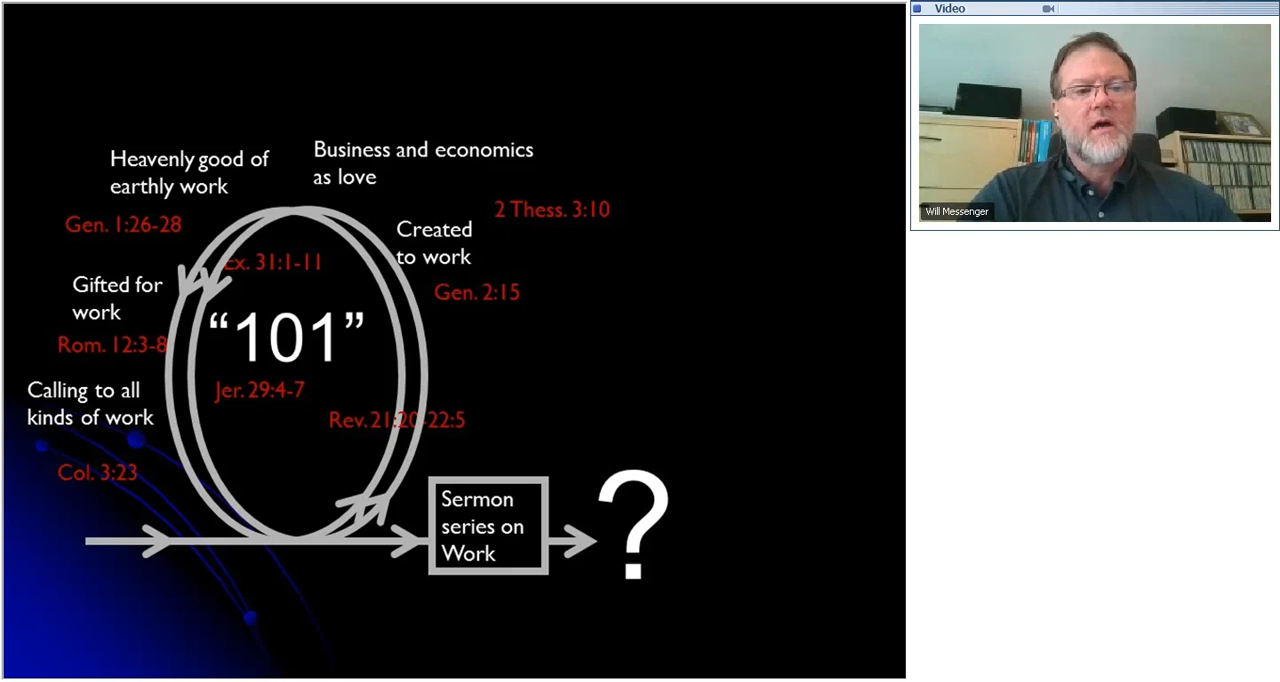 Video
Will Messenger
Heavenly good of
earthly work
Business and economics
as love
Gen. 1:26-28
2 Thess. 3:10
Created
to work
Ex. 31:1-11
Gifted for
work
Gen. 2:15
"101"
Rom. 12:3-8
Calling to all
kinds of work
Jer. 29:4-7
Rev. 21:20-22:5
Col. 3:23
Sermon
series on
Work
?